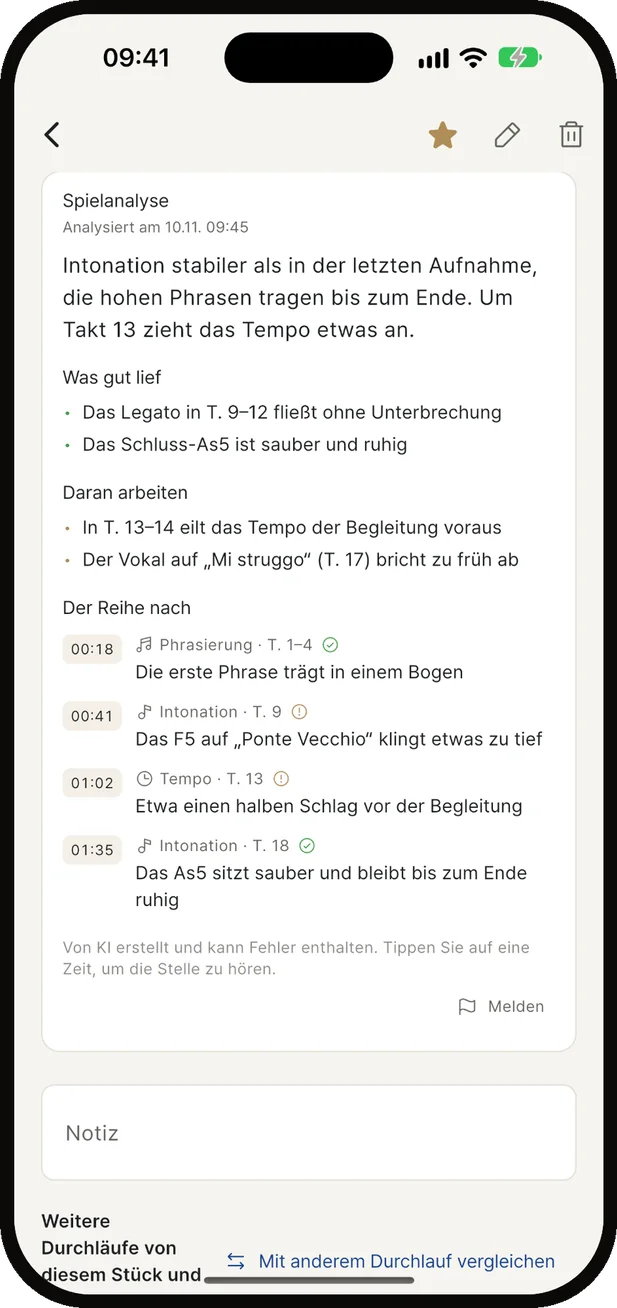 09:41
Spielanalyse
Analysiert am 10.11. 09:45
Intonation stabiler als in der letzten Aufnahme,
die hohen Phrasen tragen bis zum Ende. Um
Takt 13 zieht das Tempo etwas an.
Was gut lief
• Das Legato in T. 9–12 fließt ohne Unterbrechung
• Das Schluss-As5 ist sauber und ruhig
Daran arbeiten
• In T. 13–14 eilt das Tempo der Begleitung voraus
• Der Vokal auf „Mi struggo“ (T. 17) bricht zu früh ab
Der Reihe nach
00:18 Phrasierung · T. 1–4
Die erste Phrase trägt in einem Bogen
00:41 Intonation · T. 9
Das F5 auf „Ponte Vecchio“ klingt etwas zu tief
01:02 Tempo · T. 13
Etwa einen halben Schlag vor der Begleitung
01:35 Intonation · T. 18
Das As5 sitzt sauber und bleibt bis zum Ende
ruhig
Von KI erstellt und kann Fehler enthalten. Tippen Sie auf eine
Zeit, um die Stelle zu hören.
Melden
Notiz
Weitere
Durchläufe von
diesem Stück und
Mit anderem Durchlauf vergleichen